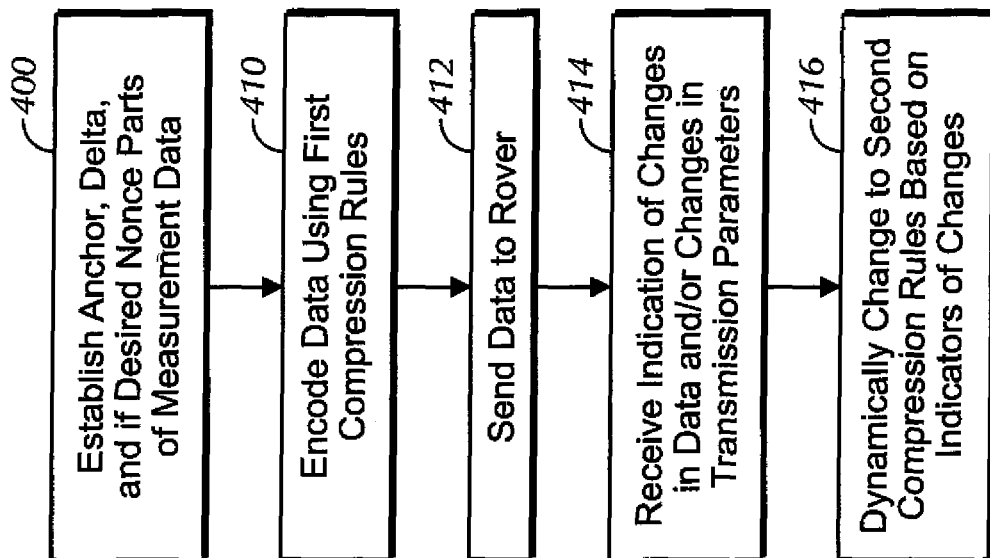 400
Establish Anchor, Delta,
and if Desired Nonce Parts
of Measurement Data
410
Encode Data Using First
Compression Rules
412
Send Data to Rover
414
Receive Indication of Changes
in Data and/or Changes in
Transmission Parameters
416
Dynamically Change to Second
Compression Rules Based on
Indicators of Changes